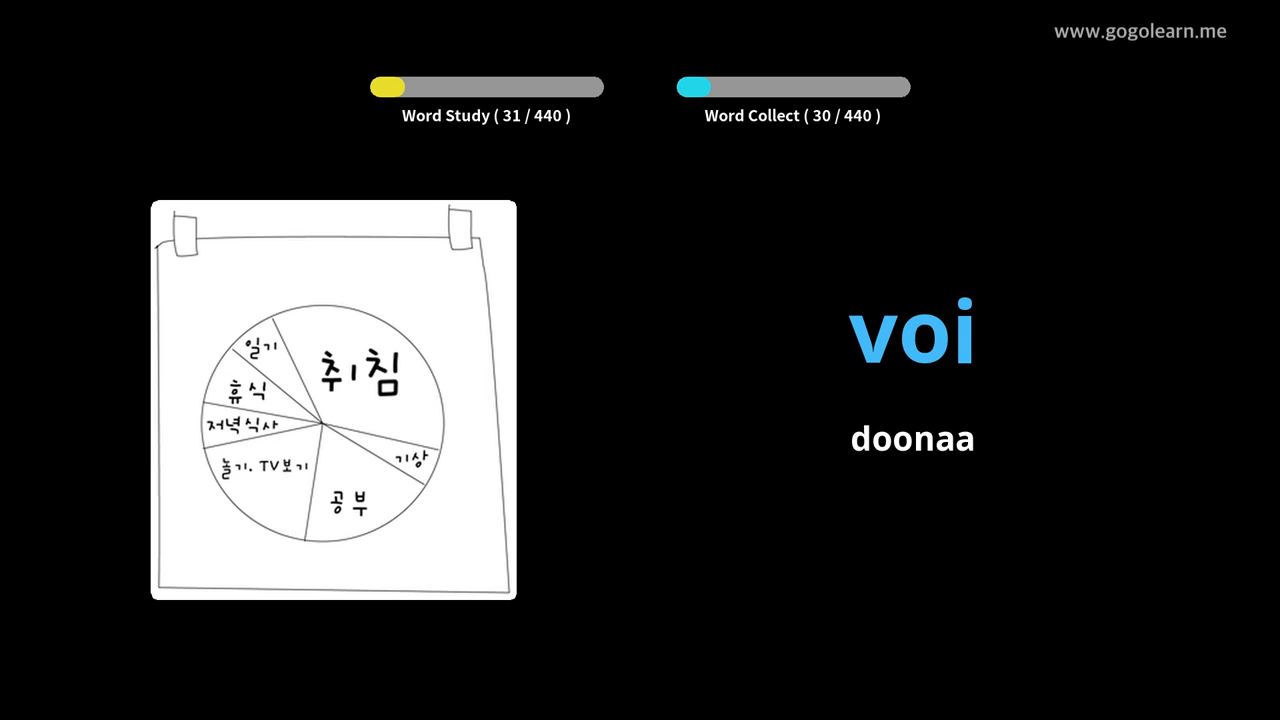 www.gogolearn.me
Word Study ( 31 / 440 )
Word Collect ( 30 / 440 )
일기
취침
휴식
저녁식사
놀기. TV보기
기상
공부
voi
doonaa